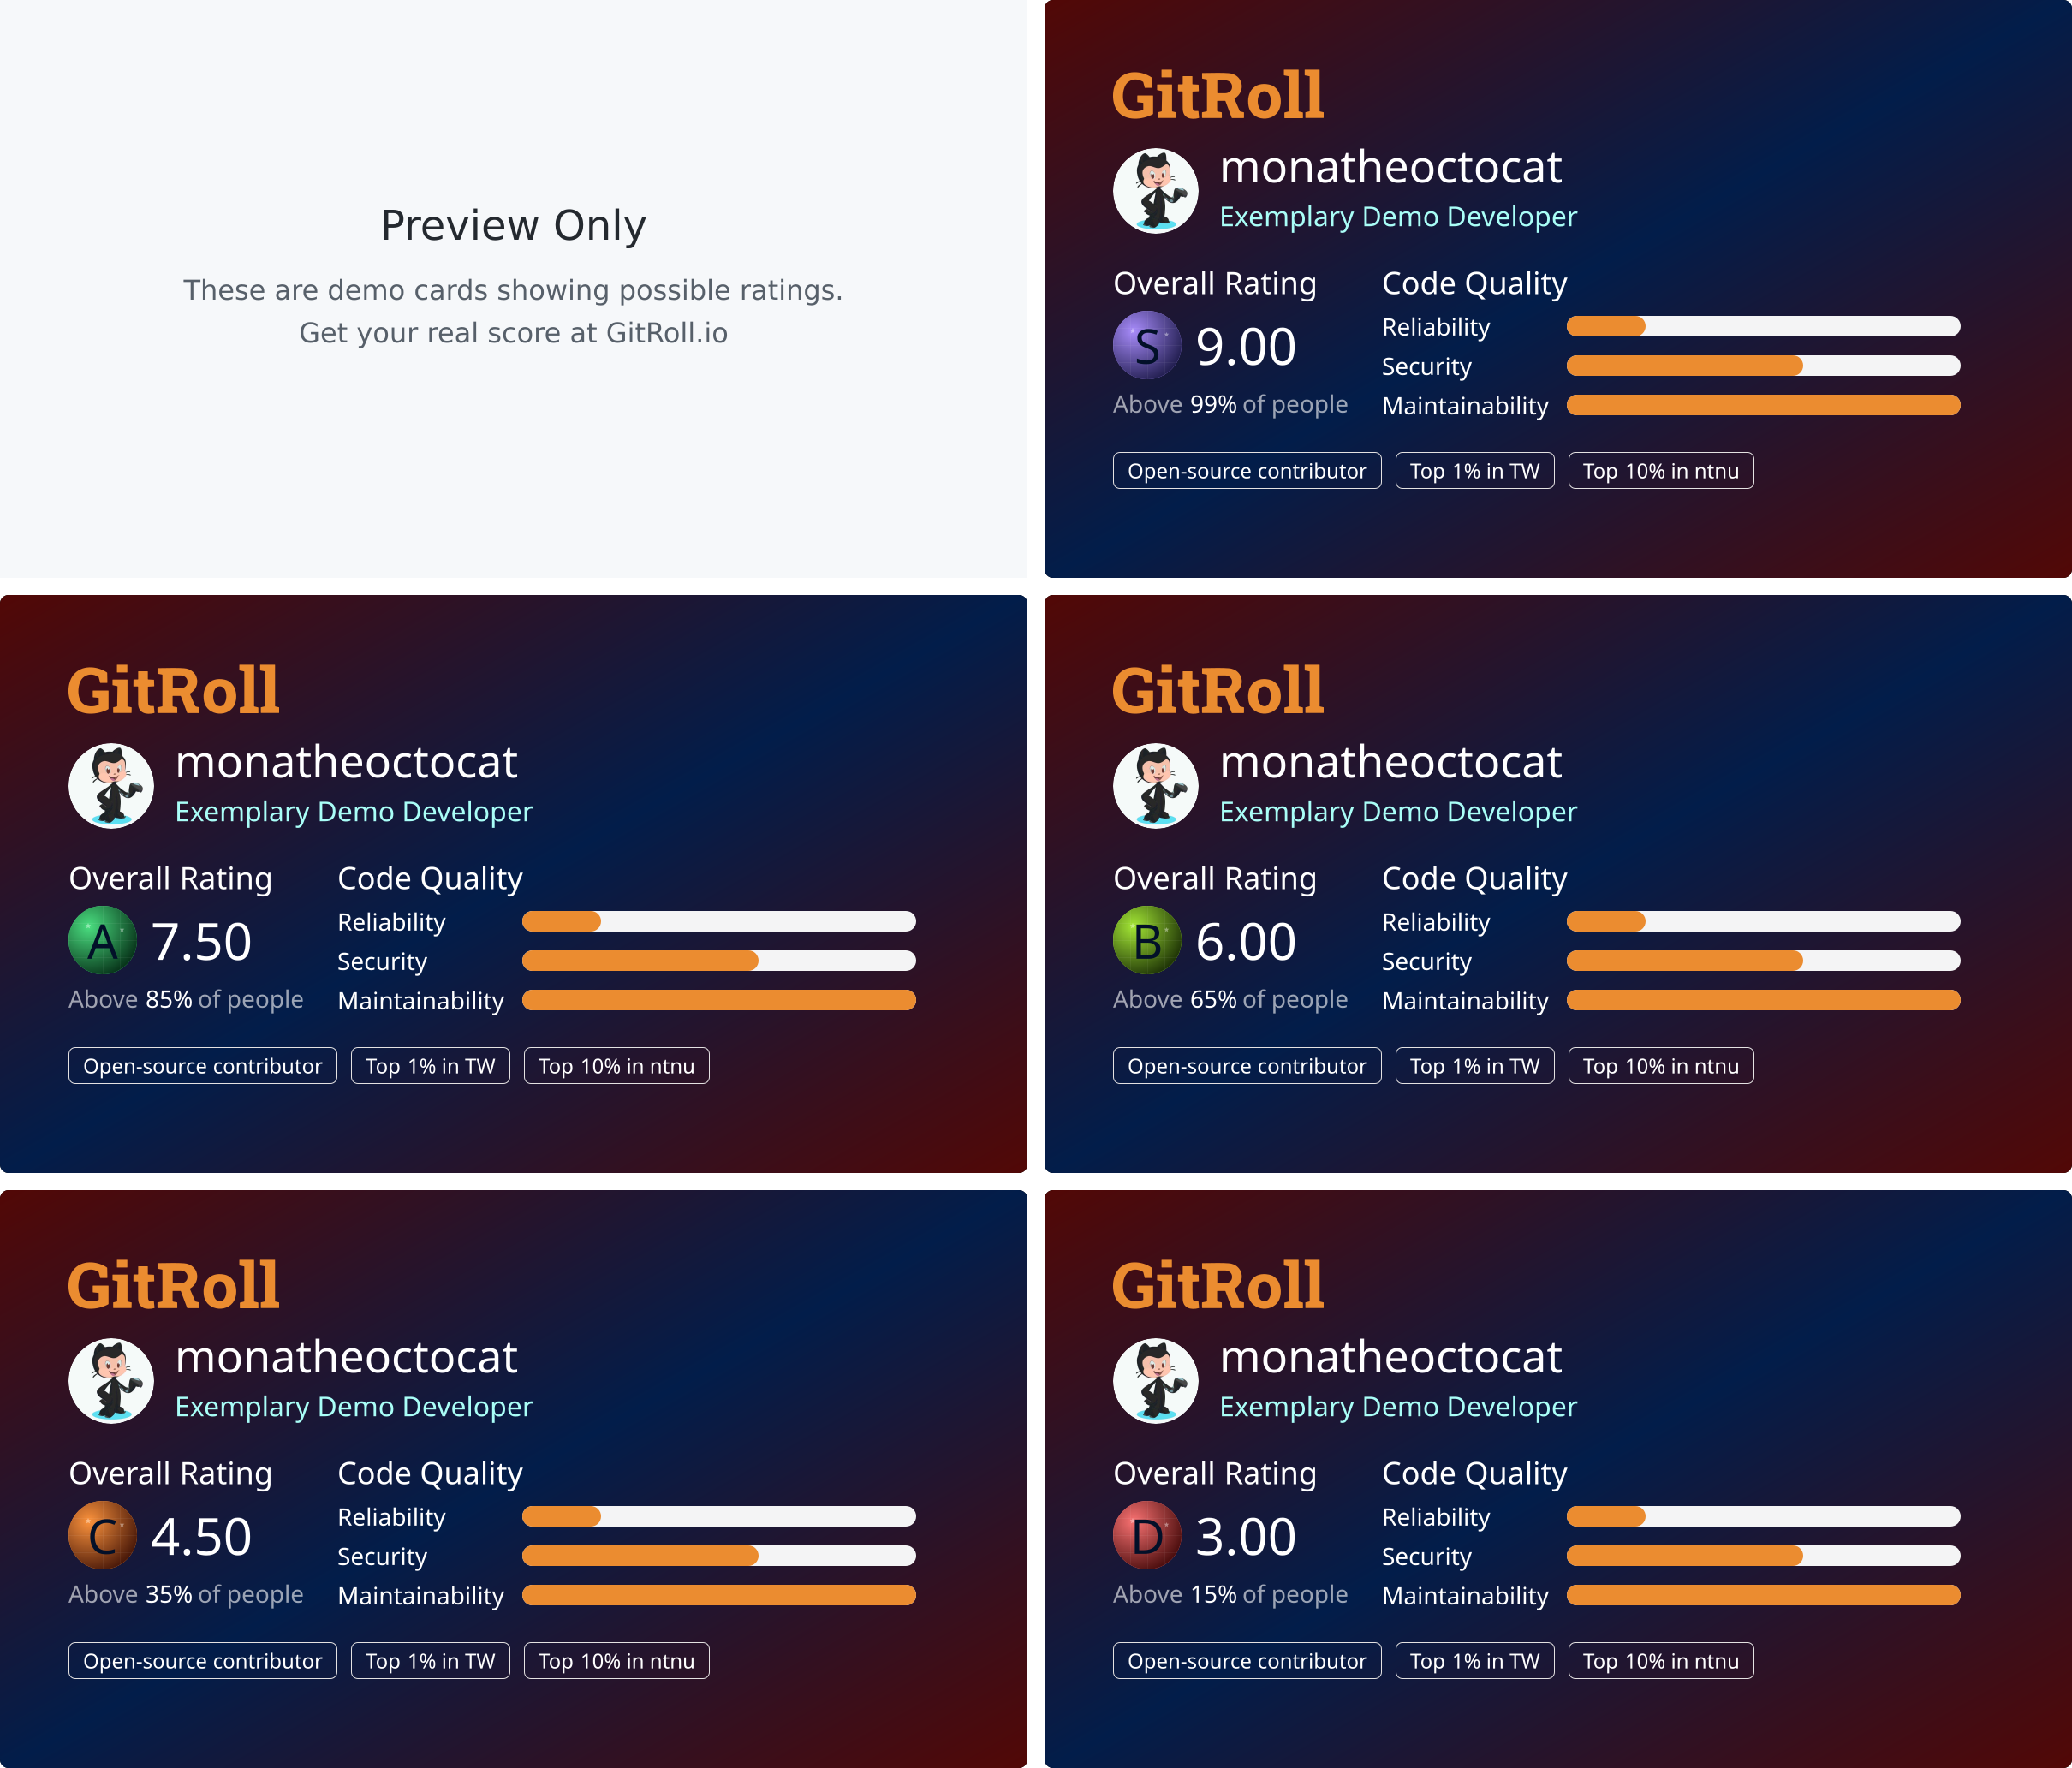 Preview Only
These are demo cards showing possible ratings.
Get your real score at GitRoll.io
GitRoll
monatheoctocat
Exemplary Demo Developer
Overall Rating
S 9.00
Above 99% of people
Code Quality
Reliability
Security
Maintainability
Open-source contributor
Top 1% in TW
Top 10% in ntnu
GitRoll
monatheoctocat
Exemplary Demo Developer
Overall Rating
A 7.50
Above 85% of people
Code Quality
Reliability
Security
Maintainability
Open-source contributor
Top 1% in TW
Top 10% in ntnu
GitRoll
monatheoctocat
Exemplary Demo Developer
Overall Rating
B 6.00
Above 65% of people
Code Quality
Reliability
Security
Maintainability
Open-source contributor
Top 1% in TW
Top 10% in ntnu
GitRoll
monatheoctocat
Exemplary Demo Developer
Overall Rating
C 4.50
Above 35% of people
Code Quality
Reliability
Security
Maintainability
Open-source contributor
Top 1% in TW
Top 10% in ntnu
GitRoll
monatheoctocat
Exemplary Demo Developer
Overall Rating
D 3.00
Above 15% of people
Code Quality
Reliability
Security
Maintainability
Open-source contributor
Top 1% in TW
Top 10% in ntnu